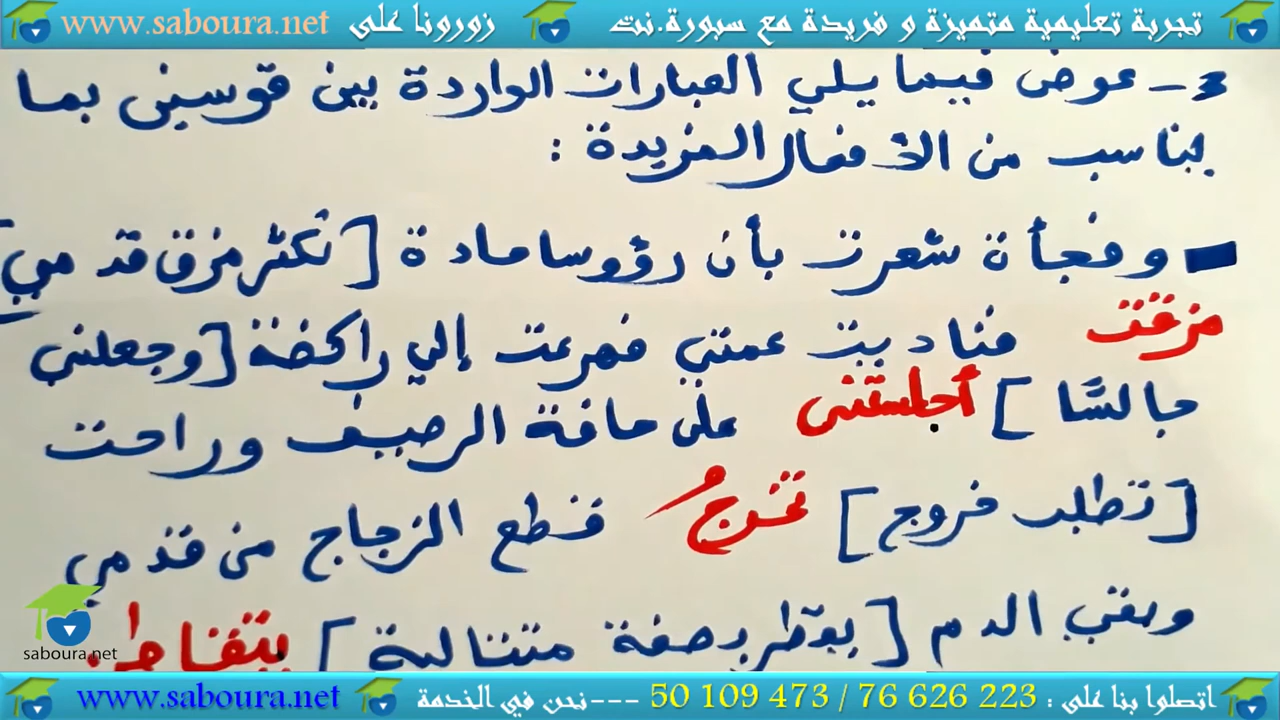 تجربة تعليمية متميزة و فريدة مع سبورة.نت زورونا على www.saboura.net
3- عوض فيما يلي العبارات الواردة بين قوسين بما
يناسب من الأفعال المزيدة :
- وفجأة شعرت بأن رؤوسا حادة [تكثر مزق قدمي]
مزقت فناديت عمتي فهرعت إلي راكضة [وجعلتني
جالسًا] أجلستني على حافة الرصيف وراحت
[تطلب خروج] تخرج قطع الزجاج من قدمي
وبقي الدم [يقطر بصفة متتالية] يتقاطر
saboura.net
اتصلوا بنا على : 223 626 76 / 473 109 50 ---نحن في الخدمة www.saboura.net